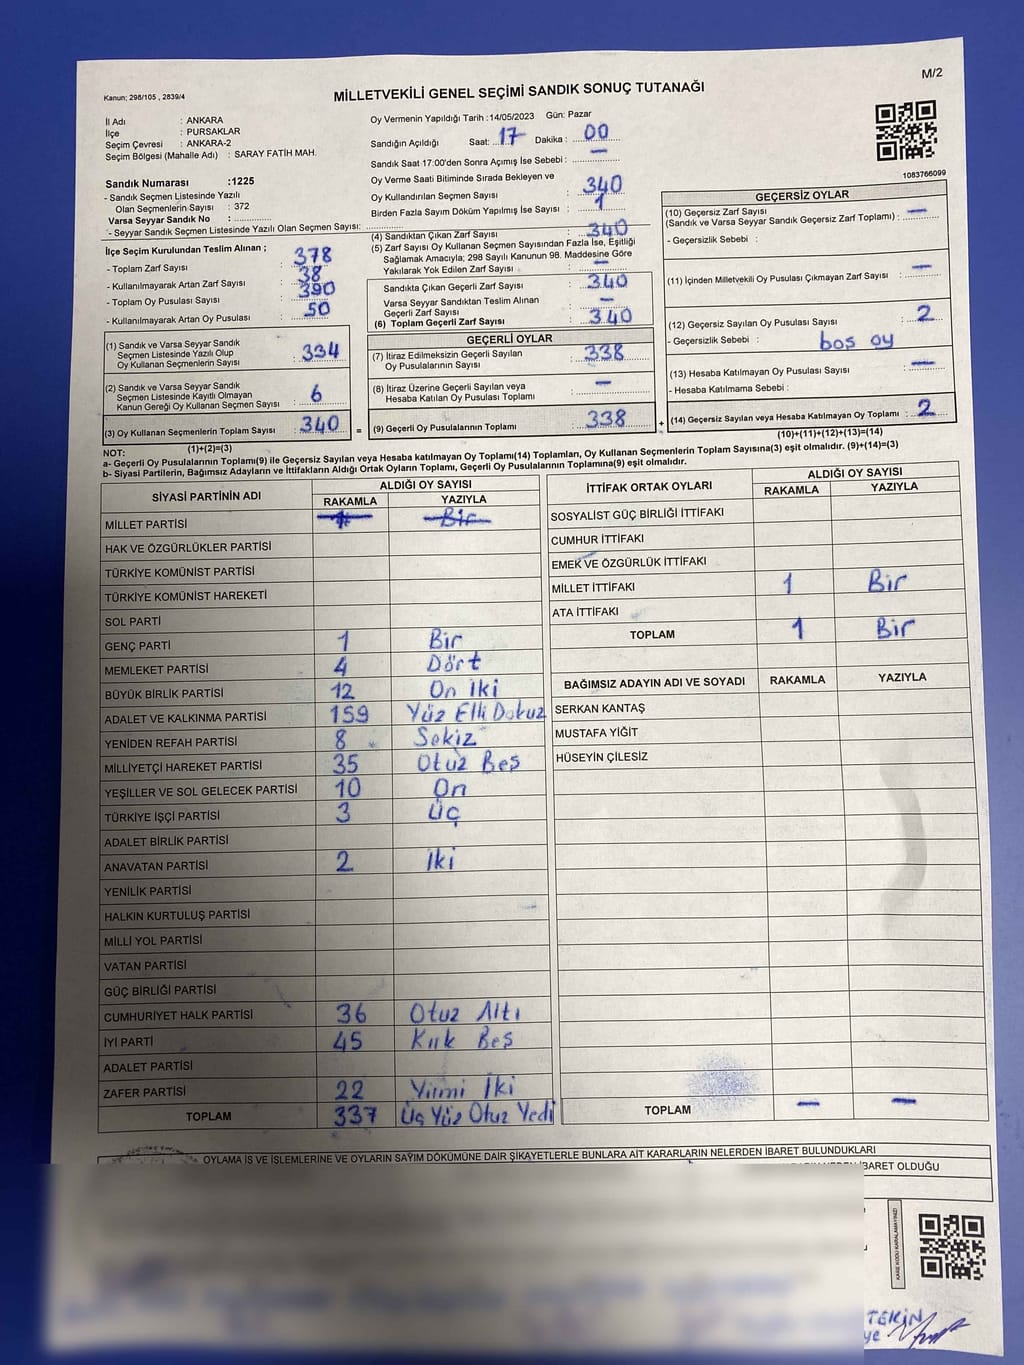 M/2
Kanun; 298/105 , 2839/4
MİLLETVEKİLİ GENEL SEÇİMİ SANDIK SONUÇ TUTANAĞI
İl Adı : ANKARA
İlçe : PURSAKLAR
Seçim Çevresi : ANKARA-2
Seçim Bölgesi (Mahalle Adı) : SARAY FATİH MAH.
Sandık Numarası :1225
- Sandık Seçmen Listesinde Yazılı
Olan Seçmenlerin Sayısı : 372
Varsa Seyyar Sandık No :
- Seyyar Sandık Seçmen Listesinde Yazılı Olan Seçmen Sayısı:
Oy Vermenin Yapıldığı Tarih :14/05/2023 Gün: Pazar
Sandığın Açıldığı Saat: 17 Dakika : 00
Sandık Saat 17:00'den Sonra Açımış İse Sebebi : —
Oy Verme Saati Bitiminde Sırada Bekleyen ve
Oy Kullandırılan Seçmen Sayısı : 340
Birden Fazla Sayım Döküm Yapılmış İse Sayısı : 1
1083766099
İlçe Seçim Kurulundan Teslim Alınan ;
- Toplam Zarf Sayısı : 378
- Kullanılmayarak Artan Zarf Sayısı : 38
- Toplam Oy Pusulası Sayısı : 390
- Kullanılmayarak Artan Oy Pusulası : 50
(1) Sandık ve Varsa Seyyar Sandık
Seçmen Listesinde Yazılı Olup
Oy Kullanan Seçmenlerin Sayısı : 334
(2) Sandık ve Varsa Seyyar Sandık
Seçmen Listesinde Kayıtlı Olmayan
Kanun Gereği Oy Kullanan Seçmen Sayısı : 6
(3) Oy Kullanan Seçmenlerin Toplam Sayısı : 340
(4) Sandıktan Çıkan Zarf Sayısı : 340
(5) Zarf Sayısı Oy Kullanan Seçmen Sayısından Fazla İse, Eşitliği
Sağlamak Amacıyla; 298 Sayılı Kanunun 98. Maddesine Göre
Yakılarak Yok Edilen Zarf Sayısı : —
Sandıkta Çıkan Geçerli Zarf Sayısı : 340
Varsa Seyyar Sandıktan Teslim Alınan
Geçerli Zarf Sayısı : —
(6) Toplam Geçerli Zarf Sayısı : 340
GEÇERLİ OYLAR
(7) İtiraz Edilmeksizin Geçerli Sayılan
Oy Pusulasının Sayısı : 338
(8) İtiraz Üzerine Geçerli Sayılan veya
Hesaba Katılan Oy Pusulası Toplamı : —
= (9) Geçerli Oy Pusulalarının Toplamı : 338 +
GEÇERSİZ OYLAR
(10) Geçersiz Zarf Sayısı
(Sandık ve Varsa Seyyar Sandık Geçersiz Zarf Toplamı) : —
- Geçersizlik Sebebi :
(11) İçinden Milletvekili Oy Pusulası Çıkmayan Zarf Sayısı : —
(12) Geçersiz Sayılan Oy Pusulası Sayısı : 2
- Geçersizlik Sebebi : boş oy
(13) Hesaba Katılmayan Oy Pusulası Sayısı : —
- Hesaba Katılmama Sebebi :
(14) Geçersiz Sayılan veya Hesaba Katılmayan Oy Toplamı : 2
(1)+(2)=(3)
(10)+(11)+(12)+(13)=(14)
NOT:
a- Geçerli Oy Pusulalarının Toplamı(9) ile Geçersiz Sayılan veya Hesaba katılmayan Oy Toplamı(14) Toplamları, Oy Kullanan Seçmenlerin Toplam Sayısına(3) eşit olmalıdır. (9)+(14)=(3)
b- Siyasi Partilerin, Bağımsız Adayların ve İttifakların Aldığı Ortak Oyların Toplamı, Geçerli Oy Pusulalarının Toplamına(9) eşit olmalıdır.
SİYASİ PARTİNİN ADI ALDIĞI OY SAYISI
RAKAMLA YAZIYLA
MİLLET PARTİSİ 1 Bir
HAK VE ÖZGÜRLÜKLER PARTİSİ
TÜRKİYE KOMÜNİST PARTİSİ
TÜRKİYE KOMÜNİST HAREKETİ
SOL PARTİ
GENÇ PARTİ 1 Bir
MEMLEKET PARTİSİ 4 Dört
BÜYÜK BİRLİK PARTİSİ 12 On İki
ADALET VE KALKINMA PARTİSİ 159 Yüz Elli Dokuz
YENİDEN REFAH PARTİSİ 8 Sekiz
MİLLİYETÇİ HAREKET PARTİSİ 35 Otuz Beş
YEŞİLLER VE SOL GELECEK PARTİSİ 10 On
TÜRKİYE İŞÇİ PARTİSİ 3 Üç
ADALET BİRLİK PARTİSİ
ANAVATAN PARTİSİ 2 İki
YENİLİK PARTİSİ
HALKIN KURTULUŞ PARTİSİ
MİLLİ YOL PARTİSİ
VATAN PARTİSİ
GÜÇ BİRLİĞİ PARTİSİ
CUMHURİYET HALK PARTİSİ 36 Otuz Altı
İYİ PARTİ 45 Kırk Beş
ADALET PARTİSİ
ZAFER PARTİSİ 22 Yirmi İki
TOPLAM 337 Üç Yüz Otuz Yedi
İTTİFAK ORTAK OYLARI ALDIĞI OY SAYISI
RAKAMLA YAZIYLA
SOSYALİST GÜÇ BİRLİĞİ İTTİFAKI
CUMHUR İTTİFAKI
EMEK VE ÖZGÜRLÜK İTTİFAKI
MİLLET İTTİFAKI 1 Bir
ATA İTTİFAKI
TOPLAM 1 Bir
BAĞIMSIZ ADAYIN ADI VE SOYADI RAKAMLA YAZIYLA
SERKAN KANTAŞ
MUSTAFA YİĞİT
HÜSEYİN ÇİLESİZ
TOPLAM — —
OYLAMA İŞ VE İŞLEMLERİNE VE OYLARIN SAYIM DÖKÜMÜNE DAİR ŞİKAYETLERLE BUNLARA AİT KARARLARIN NELERDEN İBARET BULUNDUKLARI
İBARET OLDUĞU
KARE KODU KARALAMAYINIZ!
TEKİN